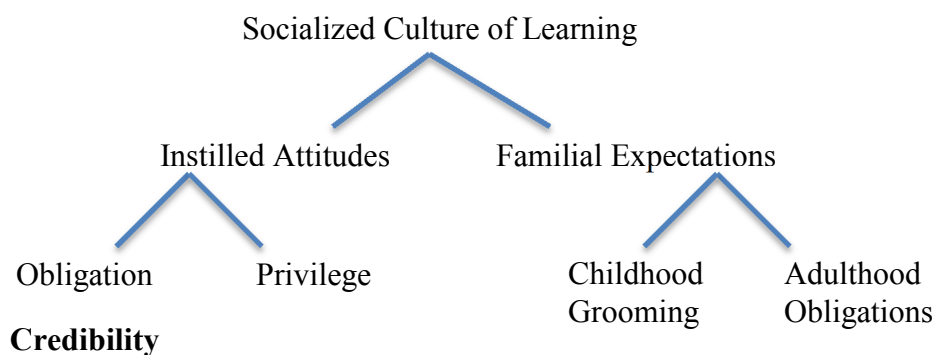 Socialized Culture of Learning
Instilled Attitudes Familial Expectations
Obligation Privilege Childhood Adulthood
Grooming Obligations
Credibility